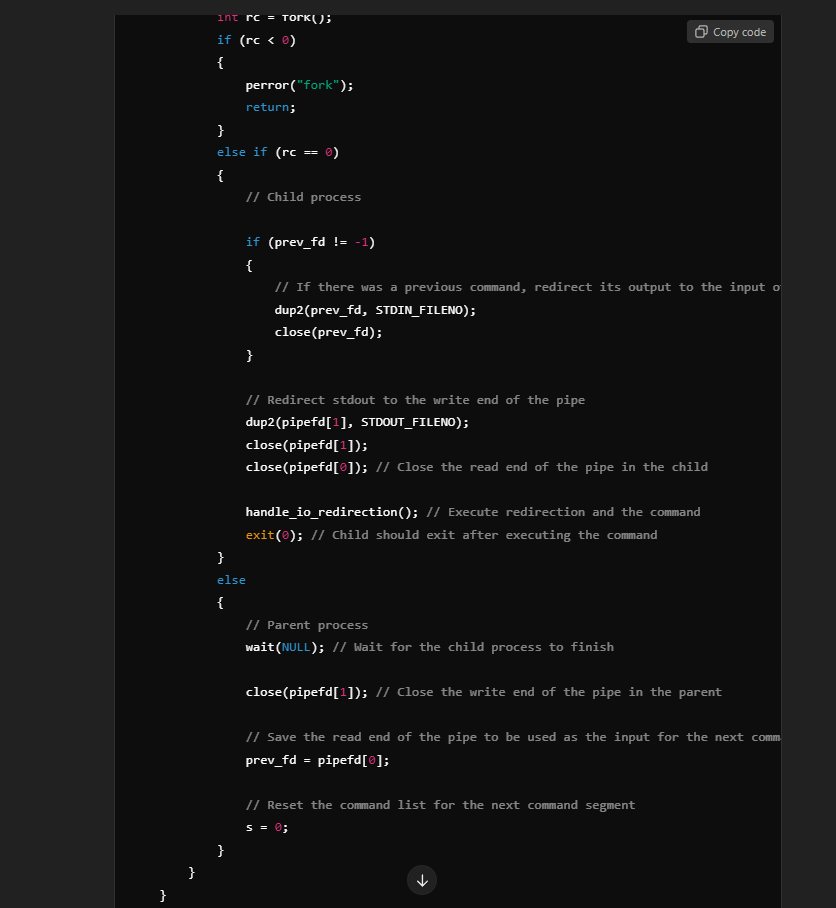 int rc = fork();
Copy code
if (rc < 0)
{
perror("fork");
return;
}
else if (rc == 0)
{
// Child process
if (prev_fd != -1)
{
// If there was a previous command, redirect its output to the input
dup2(prev_fd, STDIN_FILENO);
close(prev_fd);
}
// Redirect stdout to the write end of the pipe
dup2(pipefd[1], STDOUT_FILENO);
close(pipefd[1]);
close(pipefd[0]); // Close the read end of the pipe in the child
handle_io_redirection(); // Execute redirection and the command
exit(0); // Child should exit after executing the command
}
else
{
// Parent process
wait(NULL); // Wait for the child process to finish
close(pipefd[1]); // Close the write end of the pipe in the parent
// Save the read end of the pipe to be used as the input for the next comm
prev_fd = pipefd[0];
// Reset the command list for the next command segment
s = 0;
}
}
}